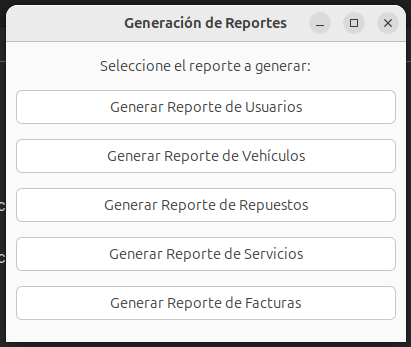 Generación de Reportes
Seleccione el reporte a generar:
Generar Reporte de Usuarios
Generar Reporte de Vehículos
Generar Reporte de Repuestos
Generar Reporte de Servicios
Generar Reporte de Facturas